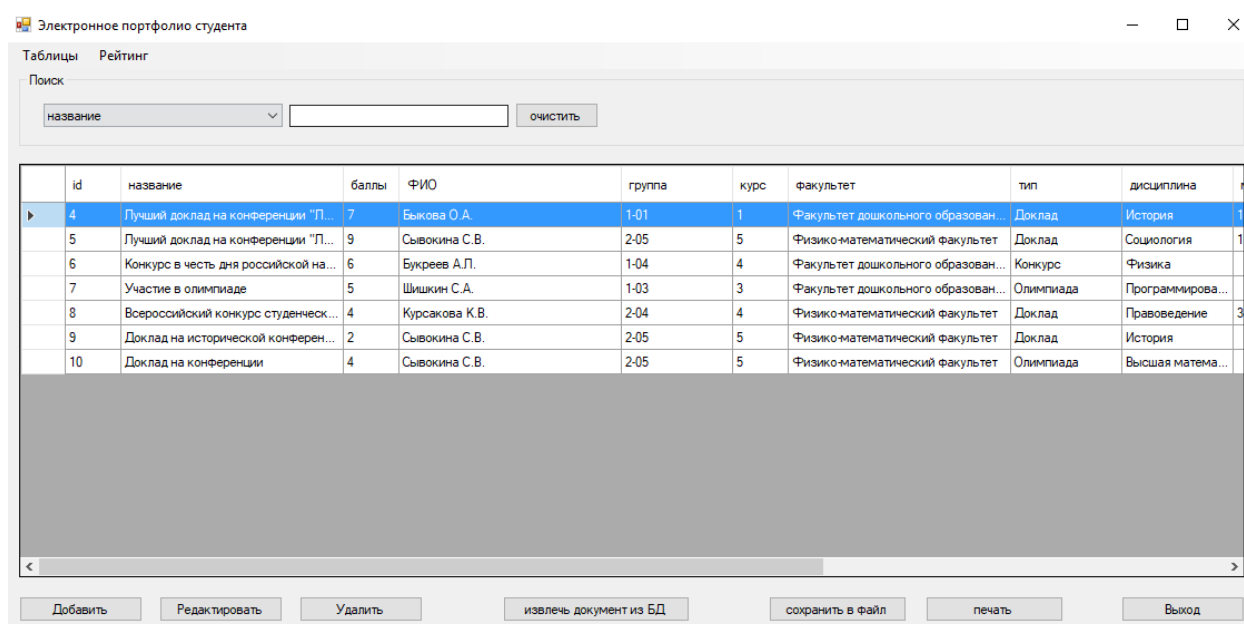 Электронное портфолио студента
Таблицы Рейтинг
Поиск
название очистить
id название баллы ФИО группа курс факультет тип дисциплина
4 Лучший доклад на конференции "Л... 7 Быкова О.А. 1-01 1 Факультет дошкольного образован... Доклад История 1
5 Лучший доклад на конференции "Л... 9 Сывокина С.В. 2-05 5 Физико-математический факультет Доклад Социология 1
6 Конкурс в честь дня российской на... 6 Букреев А.Л. 1-04 4 Факультет дошкольного образован... Конкурс Физика
7 Участие в олимпиаде 5 Шишкин С.А. 1-03 3 Факультет дошкольного образован... Олимпиада Программирова...
8 Всероссийский конкурс студенческ... 4 Курсакова К.В. 2-04 4 Физико-математический факультет Доклад Правоведение 3
9 Доклад на исторической конферен... 2 Сывокина С.В. 2-05 5 Физико-математический факультет Доклад История
10 Доклад на конференции 4 Сывокина С.В. 2-05 5 Физико-математический факультет Олимпиада Высшая матема...
Добавить Редактировать Удалить извлечь документ из БД сохранить в файл печать Выход